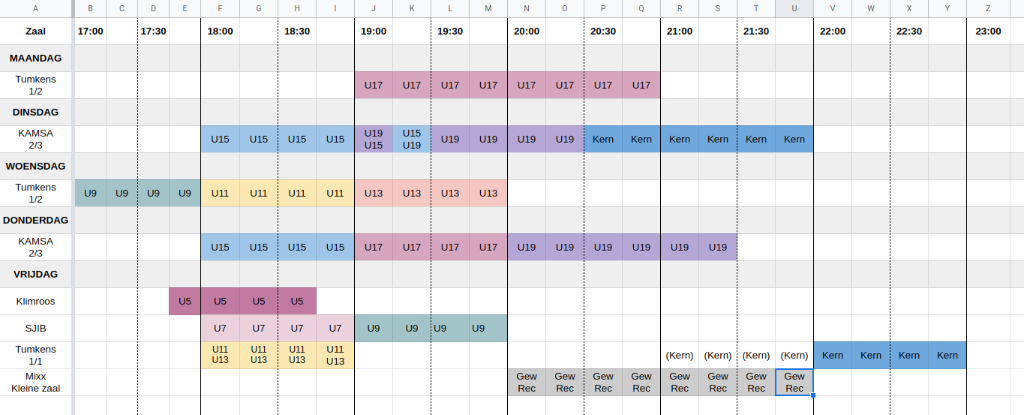 A B C D E F G H I J K L M N O P Q R S T U V W X Y Z
Zaal 17:00 17:30 18:00 18:30 19:00 19:30 20:00 20:30 21:00 21:30 22:00 22:30 23:00
MAANDAG
Tumkens U17 U17 U17 U17 U17 U17 U17 U17
1/2
DINSDAG
KAMSA U15 U15 U15 U15 U19 U15 U19 U19 U19 U19 Kern Kern Kern Kern Kern Kern
2/3 U15 U19
WOENSDAG
Tumkens U9 U9 U9 U9 U11 U11 U11 U11 U13 U13 U13 U13
1/2
DONDERDAG
KAMSA U15 U15 U15 U15 U17 U17 U17 U17 U19 U19 U19 U19 U19 U19
2/3
VRIJDAG
Klimroos U5 U5 U5 U5
SJIB U7 U7 U7 U7 U9 U9 U9 U9
Tumkens U11 U11 U11 U11 (Kern) (Kern) (Kern) (Kern) Kern Kern Kern Kern
1/1 U13 U13 U13 U13
Mixx Gew Gew Gew Gew Gew Gew Gew Gew
Kleine zaal Rec Rec Rec Rec Rec Rec Rec Rec